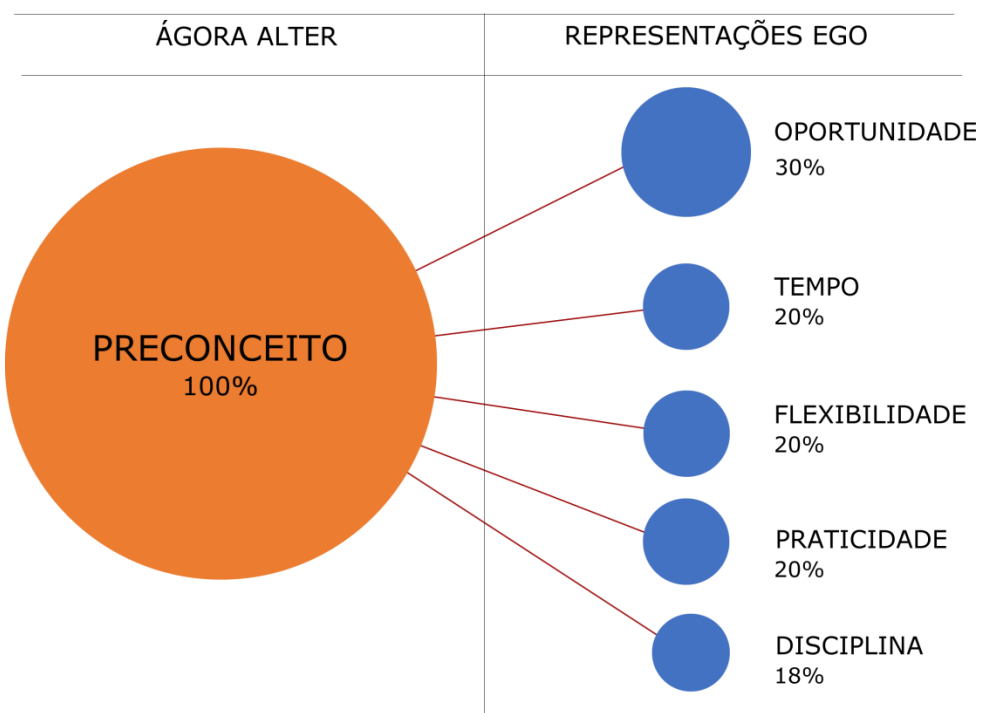 ÁGORA ALTER
REPRESENTAÇÕES EGO
PRECONCEITO
100%
OPORTUNIDADE
30%
TEMPO
20%
FLEXIBILIDADE
20%
PRATICIDADE
20%
DISCIPLINA
18%